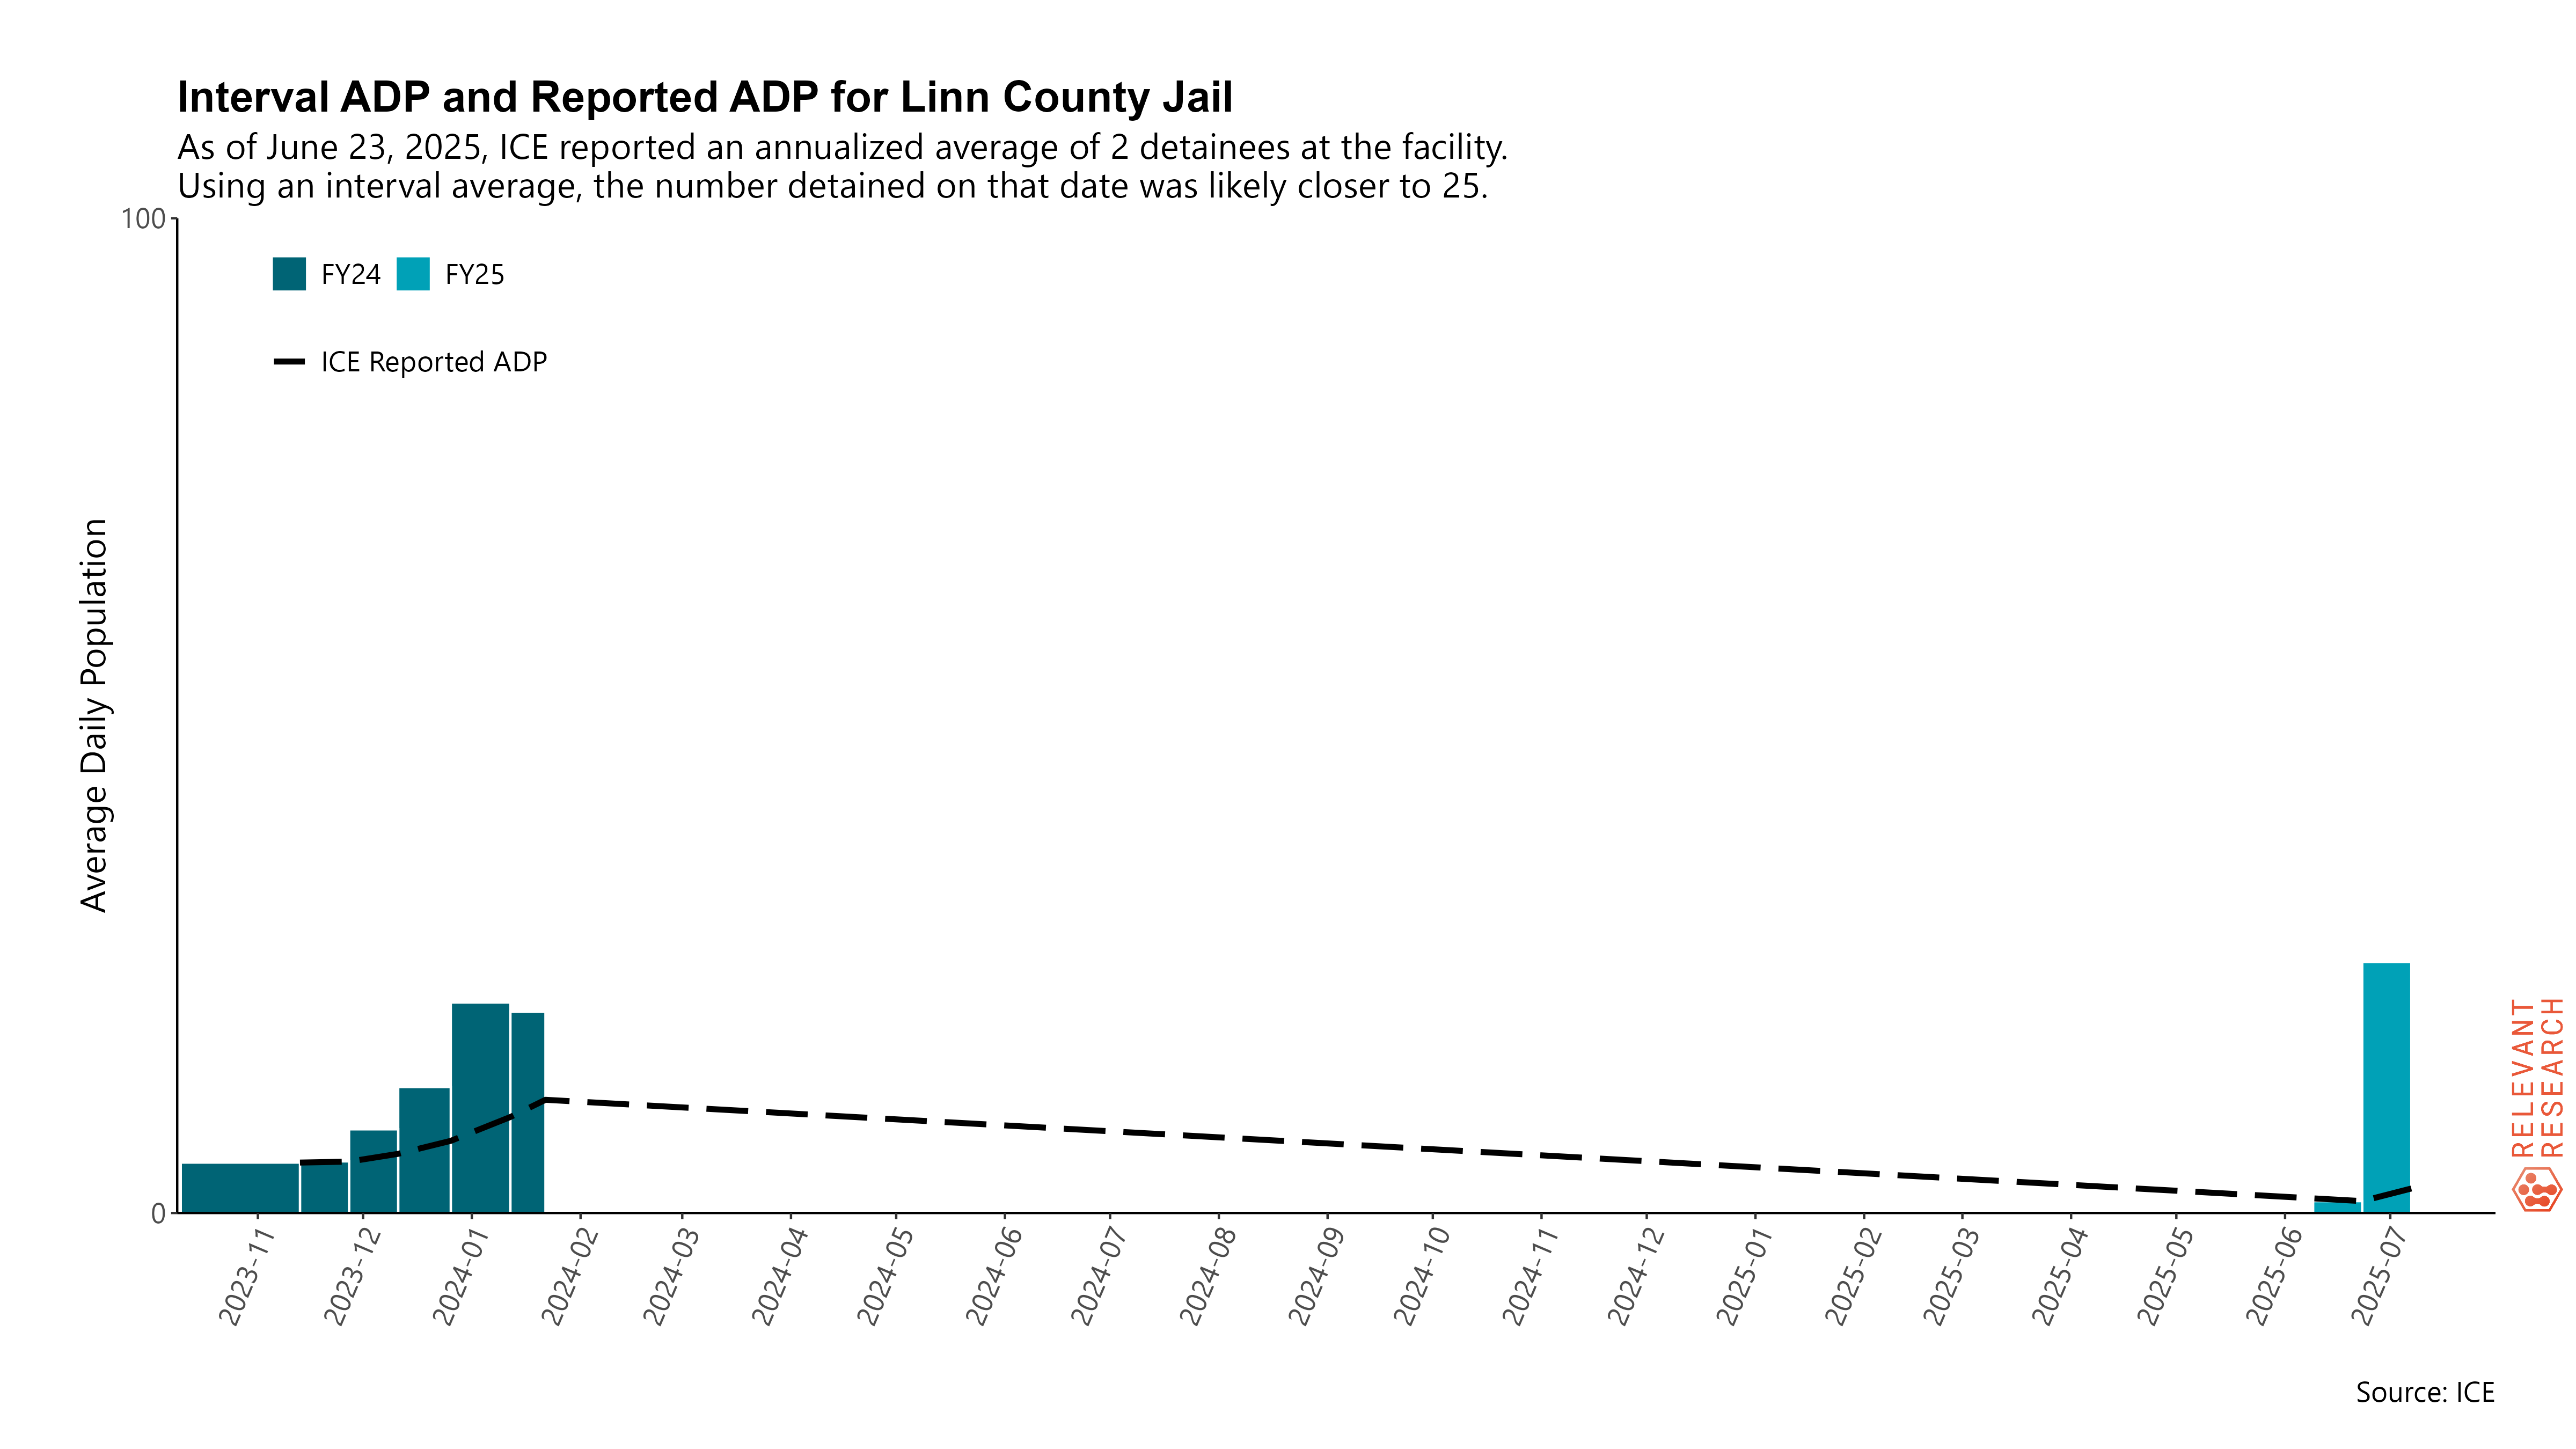 Interval ADP and Reported ADP for Linn County Jail
As of June 23, 2025, ICE reported an annualized average of 2 detainees at the facility.
Using an interval average, the number detained on that date was likely closer to 25.
100
FY24 FY25
ICE Reported ADP
Average Daily Population
0
2023-11
2023-12
2024-01
2024-02
2024-03
2024-04
2024-05
2024-06
2024-07
2024-08
2024-09
2024-10
2024-11
2024-12
2025-01
2025-02
2025-03
2025-04
2025-05
2025-06
2025-07
RELEVANT
RESEARCH
Source: ICE